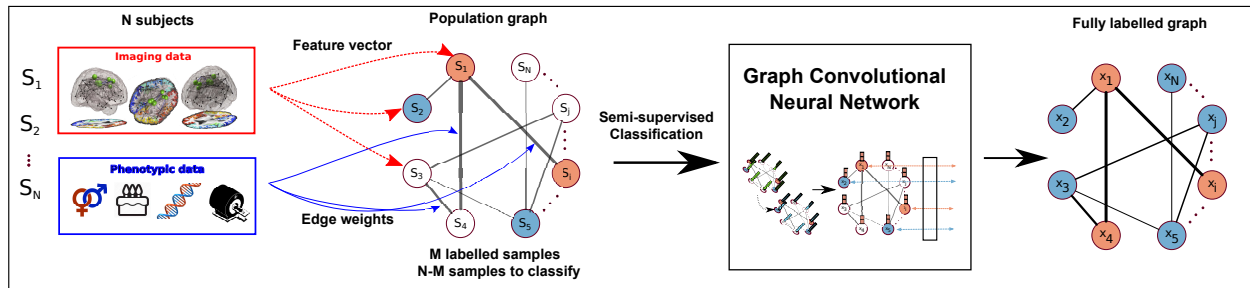 N subjects
Imaging data
S1
S2
SN
Phenotypic data
Feature vector
Edge weights
Population graph
S1
SN
S2
Sj
S3
Si
S4
S5
M labelled samples
N-M samples to classify
Semi-supervised
Classification
Graph Convolutional
Neural Network
Fully labelled graph
x1
xN
x2
xj
x3
xi
x4
x5